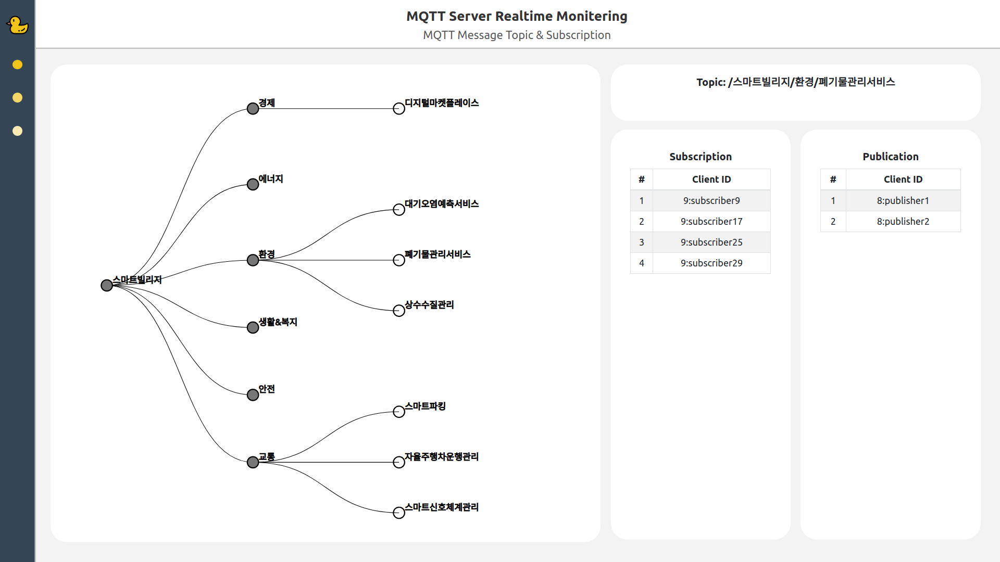 MQTT Server Realtime Monitering
MQTT Message Topic & Subscription
경제
디지털마켓플레이스
에너지
대기오염예측서비스
환경
폐기물관리서비스
스마트빌리지
상수수질관리
생활&복지
안전
스마트파킹
교통
자율주행차운행관리
스마트신호체계관리
Topic: /스마트빌리지/환경/폐기물관리서비스
Subscription
# Client ID
1 9:subscriber9
2 9:subscriber17
3 9:subscriber25
4 9:subscriber29
Publication
# Client ID
1 8:publisher1
2 8:publisher2